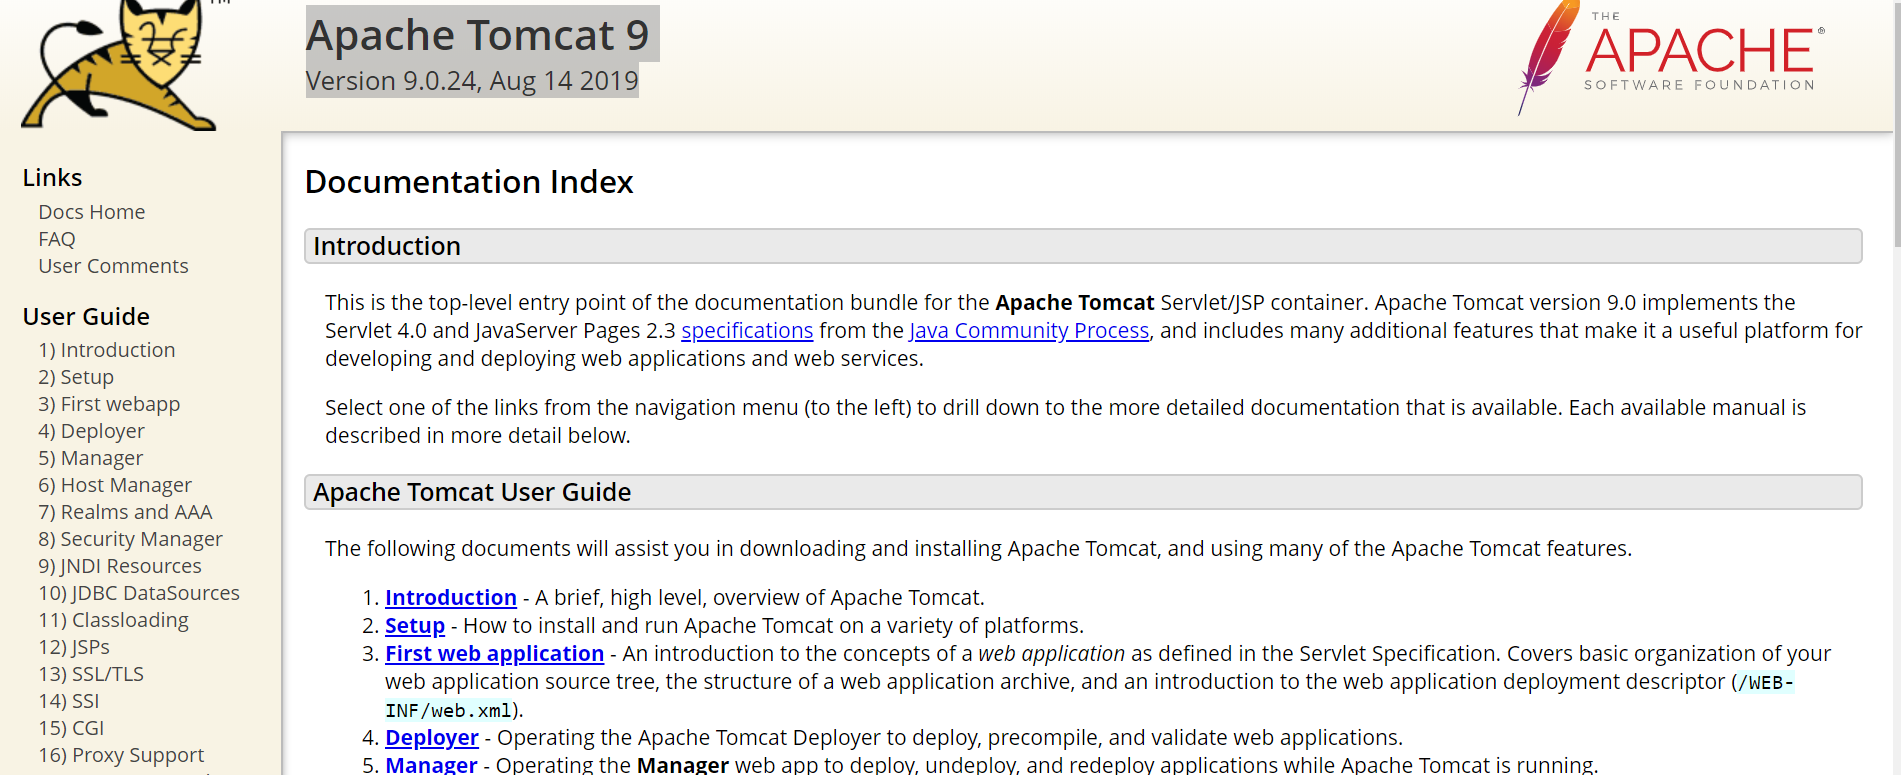 TM
Apache Tomcat 9
Version 9.0.24, Aug 14 2019
THE
APACHE®
SOFTWARE FOUNDATION
Links
Docs Home
FAQ
User Comments
User Guide
1) Introduction
2) Setup
3) First webapp
4) Deployer
5) Manager
6) Host Manager
7) Realms and AAA
8) Security Manager
9) JNDI Resources
10) JDBC DataSources
11) Classloading
12) JSPs
13) SSL/TLS
14) SSI
15) CGI
16) Proxy Support
Documentation Index
Introduction
This is the top-level entry point of the documentation bundle for the Apache Tomcat Servlet/JSP container. Apache Tomcat version 9.0 implements the
Servlet 4.0 and JavaServer Pages 2.3 specifications from the Java Community Process, and includes many additional features that make it a useful platform for
developing and deploying web applications and web services.
Select one of the links from the navigation menu (to the left) to drill down to the more detailed documentation that is available. Each available manual is
described in more detail below.
Apache Tomcat User Guide
The following documents will assist you in downloading and installing Apache Tomcat, and using many of the Apache Tomcat features.
1. Introduction - A brief, high level, overview of Apache Tomcat.
2. Setup - How to install and run Apache Tomcat on a variety of platforms.
3. First web application - An introduction to the concepts of a web application as defined in the Servlet Specification. Covers basic organization of your
web application source tree, the structure of a web application archive, and an introduction to the web application deployment descriptor (/WEB-
INF/web.xml).
4. Deployer - Operating the Apache Tomcat Deployer to deploy, precompile, and validate web applications.
5. Manager - Operating the Manager web app to deploy, undeploy, and redeploy applications while Apache Tomcat is running.